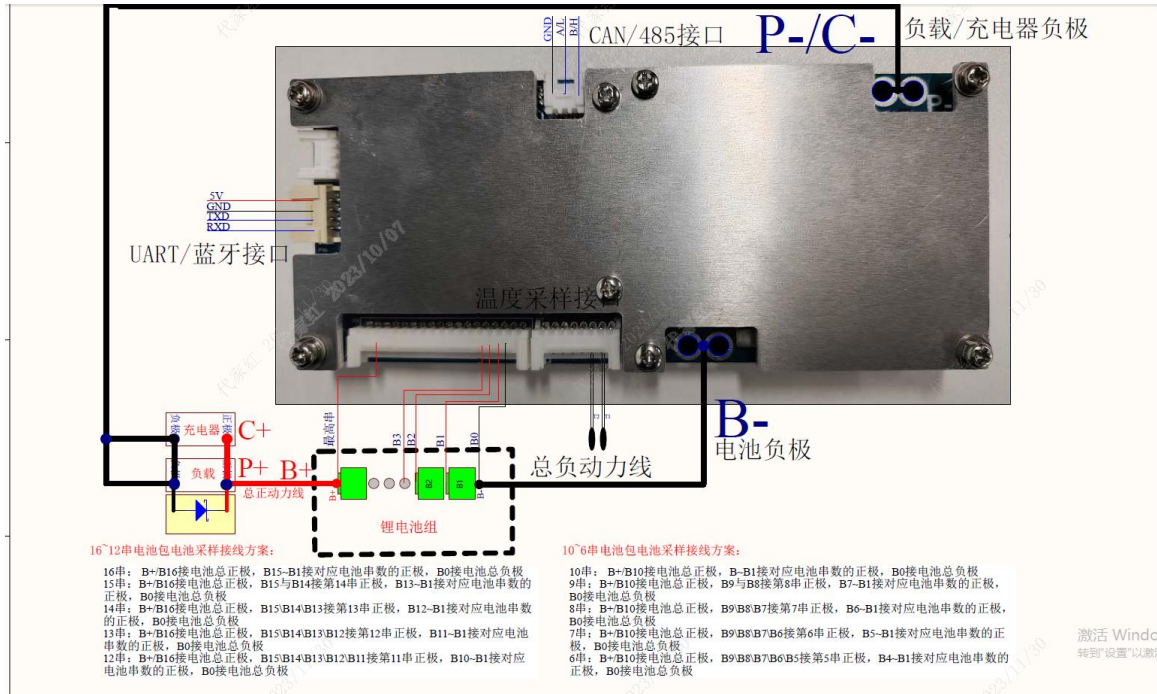 GND
A/L
B/H
CAN/485接口
P-/C-
负载/充电器负极
P-
5V
GND
TXD
RXD
UART/蓝牙接口
2023/10/07
温度采样接口
代家红
11/30
最高串
B3
B2
B1
B0
B-
电池负极
总负动力线
负极
充电器
正极
C+
负载
P+
B+
总正动力线
B+
B2
B1
B-
锂电池组
16~12串电池包电池采样接线方案:
16串: B+/B16接电池总正极, B15~B1接对应电池串数的正极, B0接电池总负极
15串: B+/B16接电池总正极, B15与B14接第14串正极, B13~B1接对应电池串数的
正极, B0接电池总负极
14串: B+/B16接电池总正极, B15\B14\B13接第13串正极, B12~B1接对应电池串数
的正极, B0接电池总负极
13串: B+/B16接电池总正极, B15\B14\B13\B12接第12串正极, B11~B1接对应电池
串数的正极, B0接电池总负极
12串: B+/B16接电池总正极, B15\B14\B13\B12\B11接第11串正极, B10~B1接对应
电池串数的正极, B0接电池总负极
10~6串电池包电池采样接线方案:
10串: B+/B10接电池总正极, B~B1接对应电池串数的正极, B0接电池总负极
9串: B+/B10接电池总正极, B9与B8接第8串正极, B7~B1接对应电池串数的正极,
B0接电池总负极
8串: B+/B10接电池总正极, B9\B8\B7接第7串正极, B6~B1接对应电池串数的正极,
B0接电池总负极
7串: B+/B10接电池总正极, B9\B8\B7\B6接第6串正极, B5~B1接对应电池串数的正
极, B0接电池总负极
6串: B+/B10接电池总正极, B9\B8\B7\B6\B5接第5串正极, B4~B1接对应电池串数的
正极, B0接电池总负极
2023/11/30
激活 Windo
转到"设置"以激